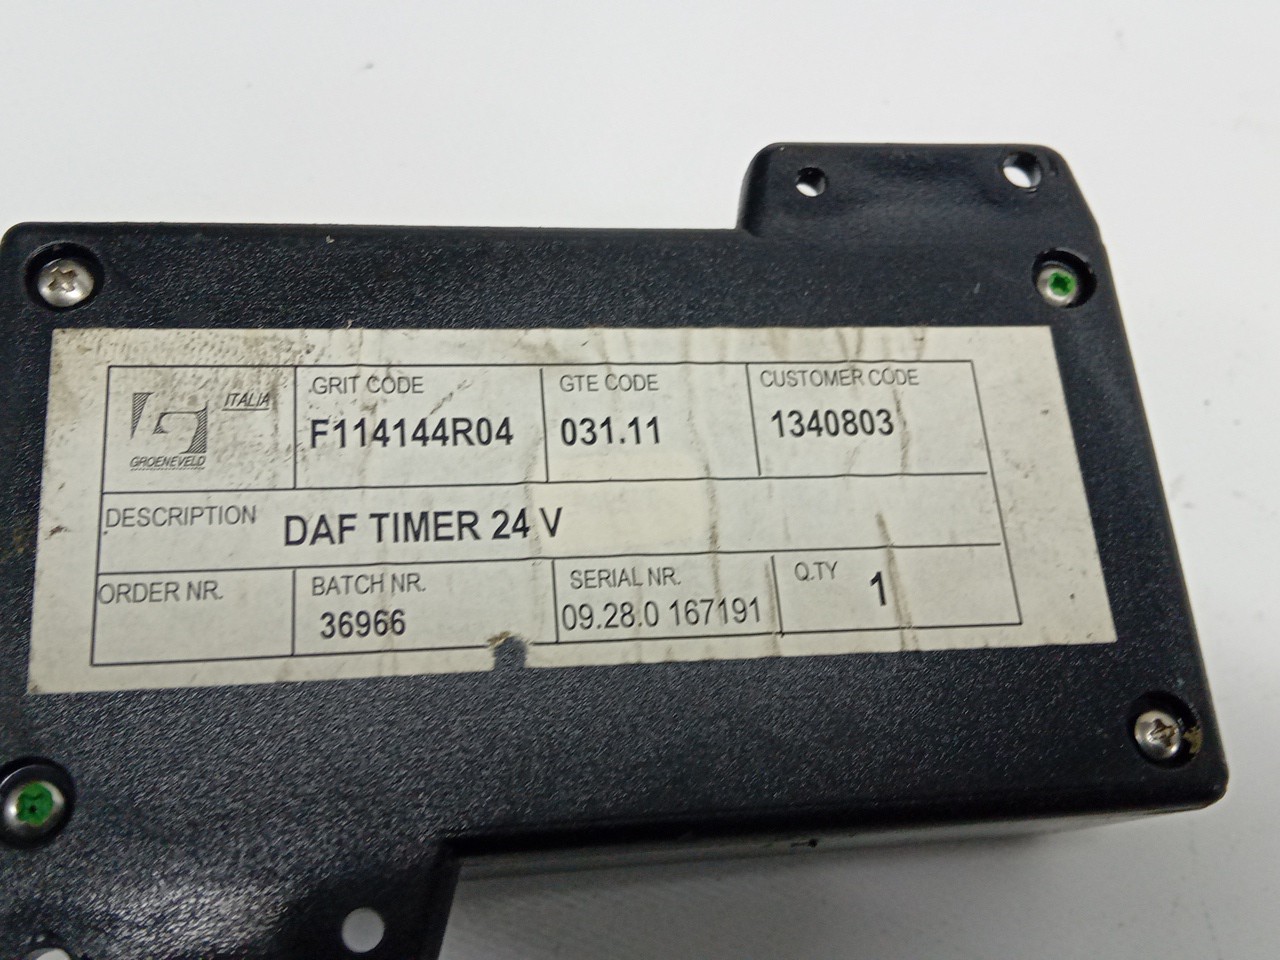 ITALIA
GROENEVELD
GRIT CODE
F114144R04
GTE CODE
031.11
CUSTOMER CODE
1340803
DESCRIPTION DAF TIMER 24 V
ORDER NR.
BATCH NR.
36966
SERIAL NR.
09.28.0 167191
Q.TY 1